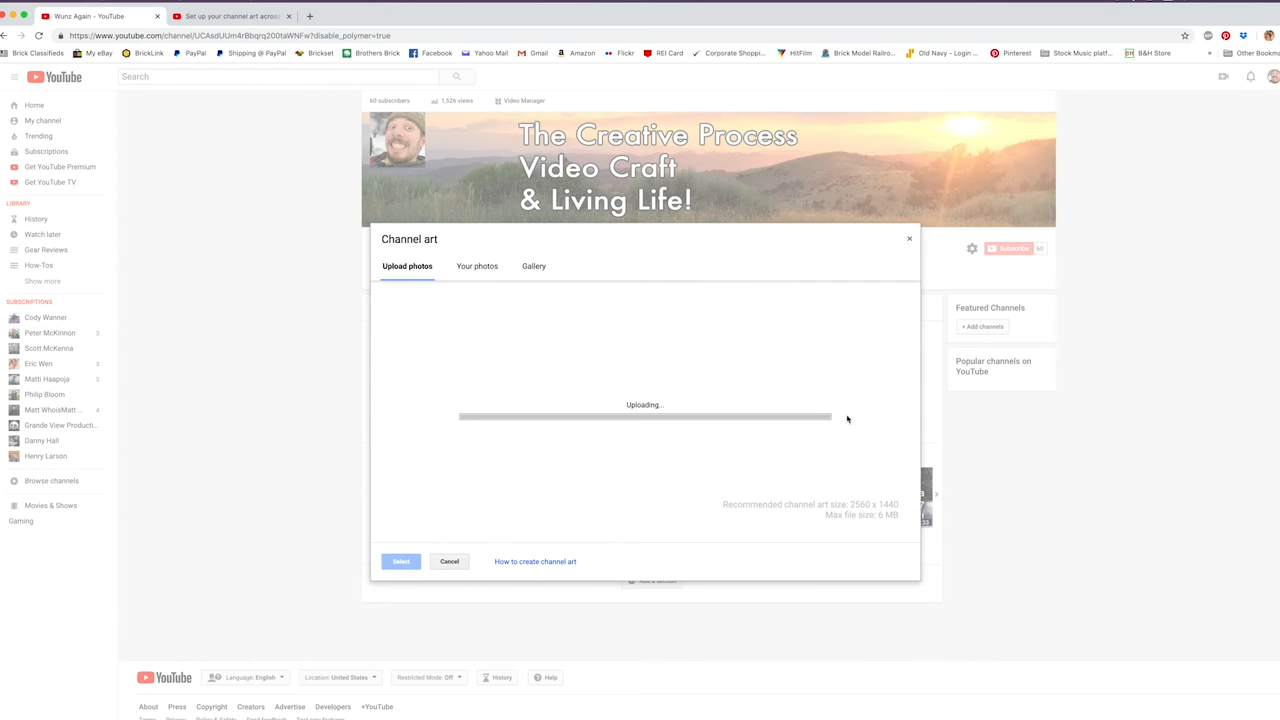 Wunz Again - YouTube
Set up your channel art across
https://www.youtube.com/channel/UCAsdUUm4rBbqrq200taWNFw?disable_polymer=true
Brick Classifieds My eBay BrickLink PayPal Shipping @ PayPal Brickset Brothers Brick Facebook Yahoo Mail Gmail Amazon Flickr REI Card Corporate Shoppi... HitFilm Brick Model Railro... Old Navy - Login ... Pinterest Stock Music platf... B&H Store » Other Bookma
YouTube
Search
60 subscribers 1,526 views Video Manager
The Creative Process
Video Craft
& Living Life!
Subscribe 60
Home
My channel
Trending
Subscriptions
Get YouTube Premium
Get YouTube TV
LIBRARY
History
Watch later
Gear Reviews
How-Tos
Show more
SUBSCRIPTIONS
Cody Wanner
Peter McKinnon 3
Scott McKenna
Eric Wen 3
Matti Haapoja 3
Philip Bloom
Matt WhoisMatt ... 4
Grande View Producti...
Danny Hall
Henry Larson
Browse channels
Movies & Shows
Gaming
Channel art
Upload photos Your photos Gallery
Uploading...
Recommended channel art size: 2560 x 1440
Max file size: 6 MB
Select Cancel How to create channel art
Featured Channels
+ Add channels
Popular channels on
YouTube
YouTube Language: English Location: United States Restricted Mode: Off History Help
About Press Copyright Creators Advertise Developers +YouTube